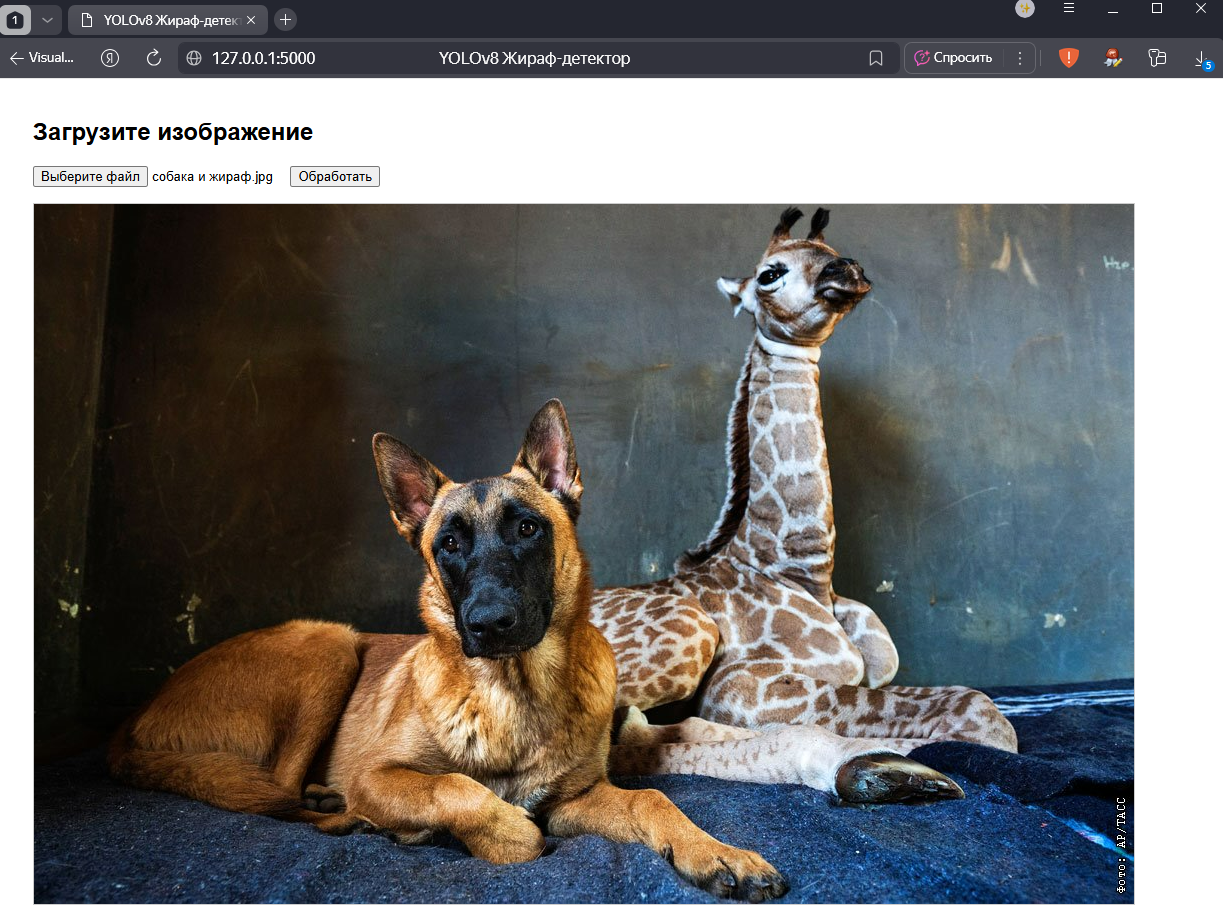 1
YOLOv8 Жираф-детек
Visual...
127.0.0.1:5000
YOLOv8 Жираф-детектор
Спросить
5
Загрузите изображение
Выберите файл
собака и жираф.jpg
Обработать
Фото: AP/ТАСС